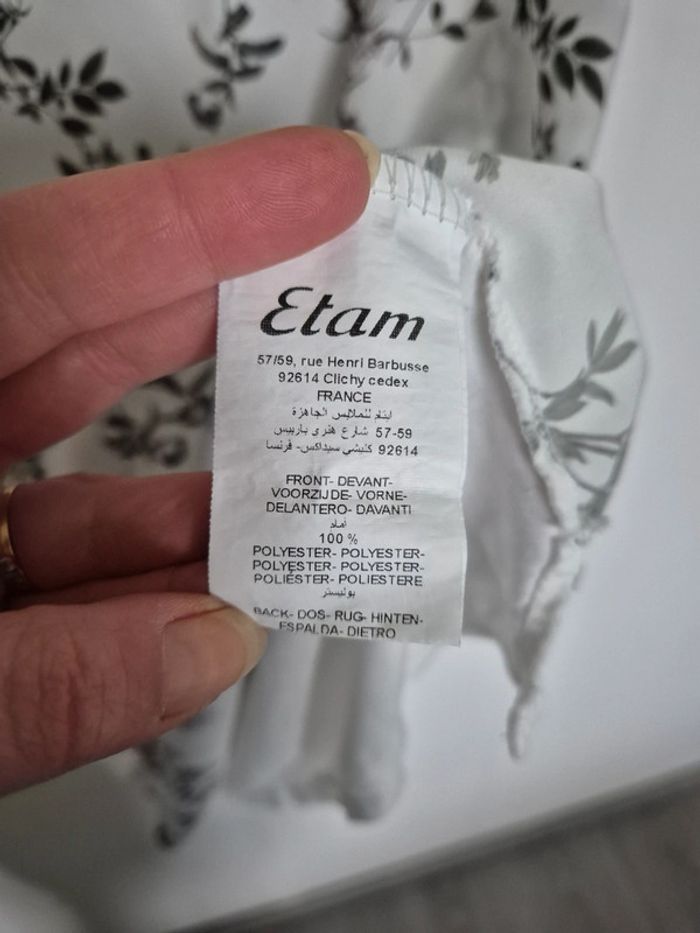 Etam
57/59, rue Henri Barbusse
92614 Clichy cedex
FRANCE
ايتام للملابس الجاهزة
57-59 شارع هنري باربيس
92614 كليشي سيداكس- فرنسا
FRONT- DEVANT-
VOORZIJDE- VORNE-
DELANTERO- DAVANTI
أمام
100 %
POLYESTER- POLYESTER-
POLYESTER- POLYESTER-
POLIÉSTER- POLIESTERE
بوليستر
BACK- DOS- RUG- HINTEN-
ESPALDA- DIETRO